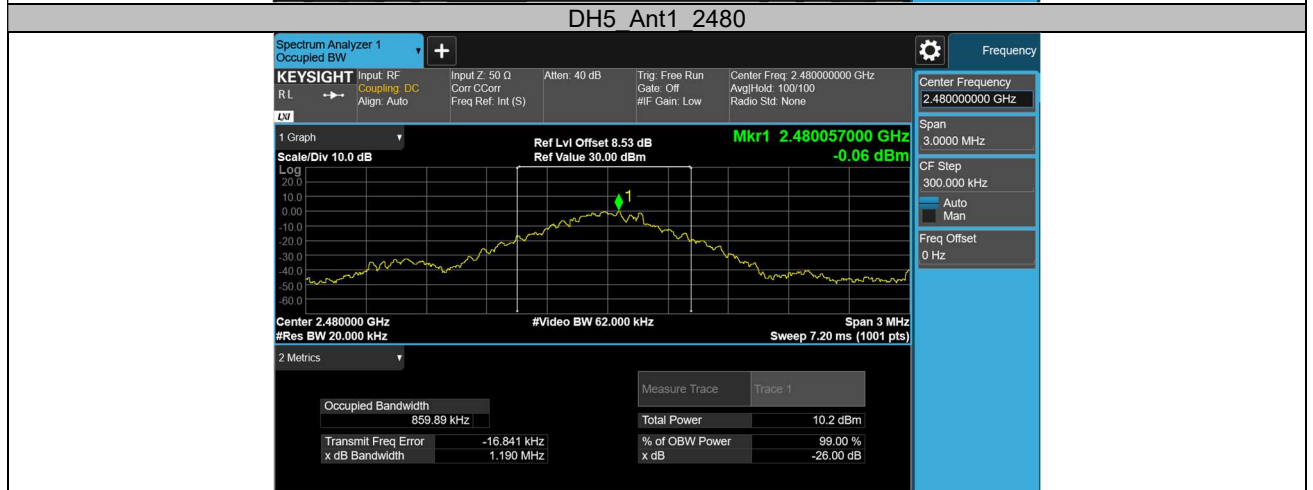 DH5_Ant1_2480
Spectrum Analyzer 1
Occupied BW
+
Frequency
KEYSIGHT
R L
LXI
Input: RF
Coupling: DC
Align: Auto
Input Z: 50 Ω
Corr CCorr
Freq Ref: Int (S)
Atten: 40 dB
Trig: Free Run
Gate: Off
#IF Gain: Low
Center Freq: 2.480000000 GHz
Avg|Hold: 100/100
Radio Std: None
Center Frequency
2.480000000 GHz
Span
3.0000 MHz
CF Step
300.000 kHz
Auto
Man
Freq Offset
0 Hz
1 Graph
Scale/Div 10.0 dB
Ref Lvl Offset 8.53 dB
Ref Value 30.00 dBm
Mkr1 2.480057000 GHz
-0.06 dBm
Log
20.0
10.0
0.00
-10.0
-20.0
-30.0
-40.0
-50.0
-60.0
1
Center 2.480000 GHz
#Video BW 62.000 kHz
Span 3 MHz
#Res BW 20.000 kHz
Sweep 7.20 ms (1001 pts)
2 Metrics
Measure Trace
Trace 1
Occupied Bandwidth
859.89 kHz
Total Power
10.2 dBm
Transmit Freq Error
-16.841 kHz
% of OBW Power
99.00 %
x dB Bandwidth
1.190 MHz
x dB
-26.00 dB